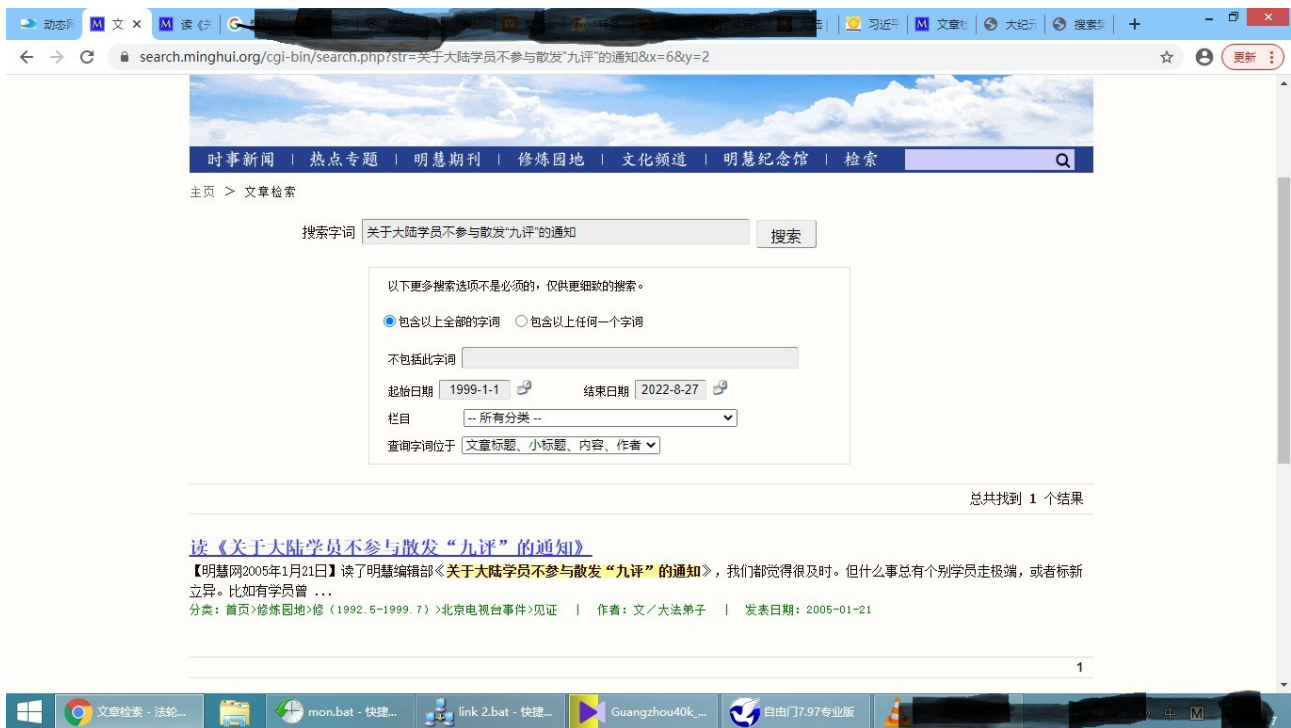 动态网 文 读《关 习近平 文章检 大纪元 搜索结
search.minghui.org/cgi-bin/search.php?str=关于大陆学员不参与散发“九评”的通知&x=6&y=2 更新
时事新闻 | 热点专题 | 明慧期刊 | 修炼园地 | 文化频道 | 明慧纪念馆 | 检索
主页 > 文章检索
搜索字词 关于大陆学员不参与散发“九评”的通知 搜索
以下更多搜索选项不是必须的，仅供更细致的搜索。
包含以上全部的字词 包含以上任何一个字词
不包括此字词
起始日期 1999-1-1 结束日期 2022-8-27
栏目 -- 所有分类 --
查询字词位于 文章标题、小标题、内容、作者
总共找到 1 个结果
读《关于大陆学员不参与散发“九评”的通知》
【明慧网2005年1月21日】读了明慧编辑部《关于大陆学员不参与散发“九评”的通知》，我们都觉得很及时。但什么事总有个别学员走极端，或者标新
立异。比如有学员曾 ...
分类: 首页>修炼园地>修（1992.5-1999.7）>北京电视台事件>见证 | 作者: 文／大法弟子 | 发表日期: 2005-01-21
1
文章检索 - 法轮... mon.bat - 快捷... link 2.bat - 快捷... Guangzhou40k_... 自由门7.97专业版 中 M